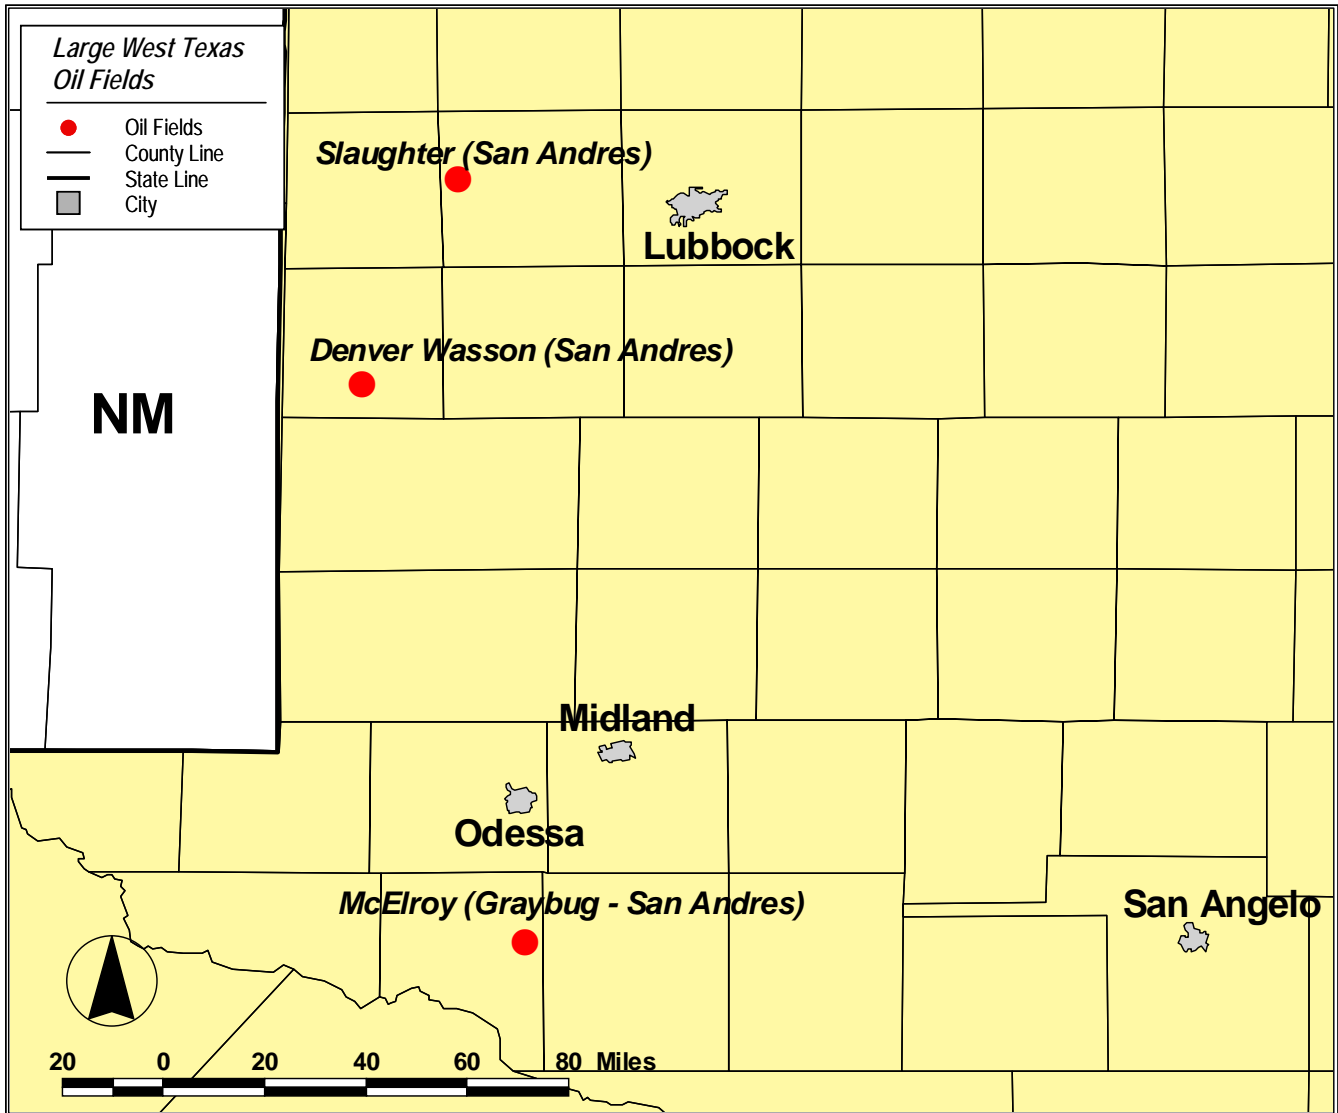 Large West Texas
Oil Fields
Oil Fields
County Line
State Line
City
Slaughter (San Andres)
Lubbock
Denver Wasson (San Andres)
NM
Midland
Odessa
McElroy (Graybug - San Andres)
San Angelo
20 0 20 40 60 80 Miles